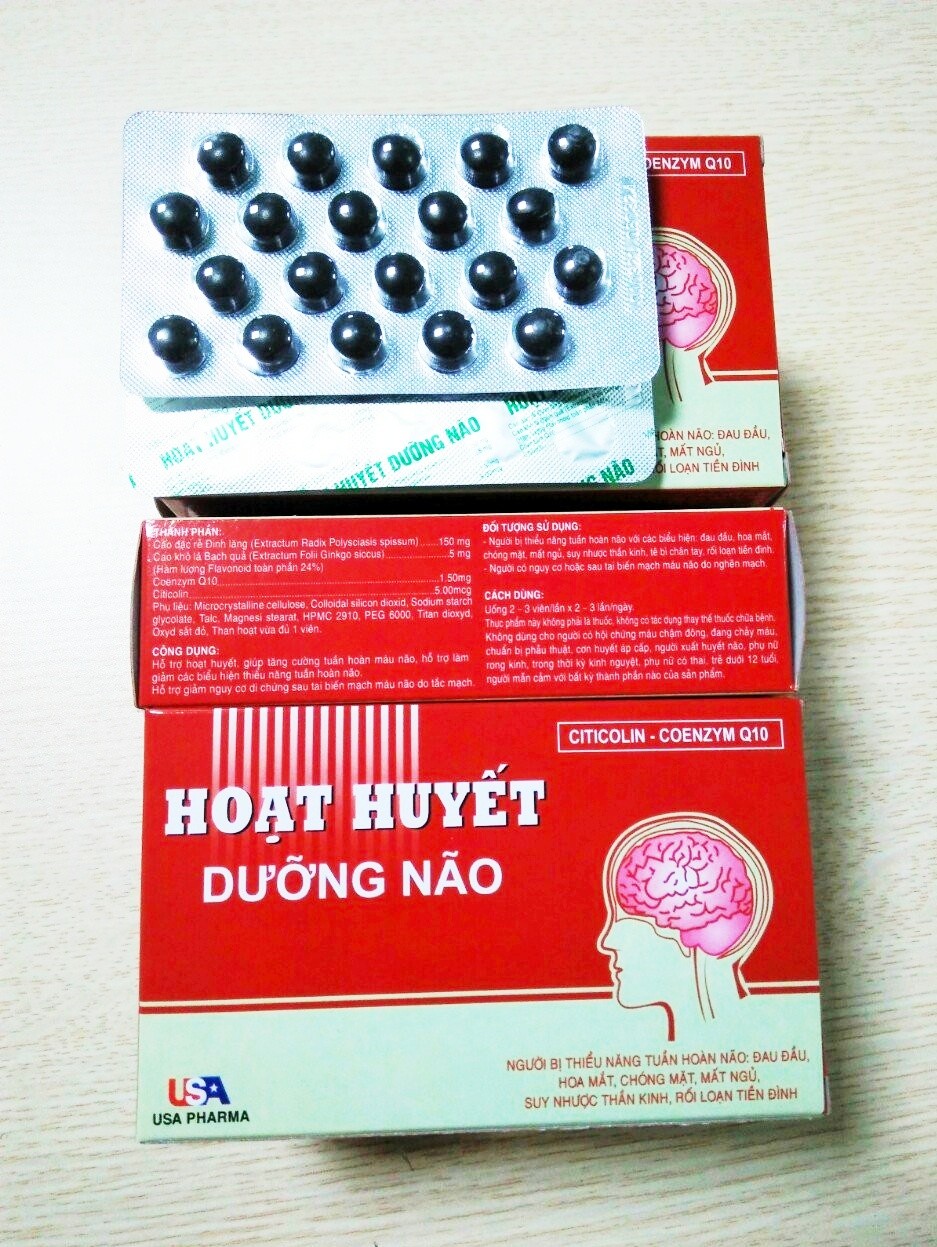 COENZYM Q10
HOẠT HUYẾT DƯỠNG
HUYẾT DƯỠNG NÃO
HOẠT
NÃO
HOÀN NÃO: ĐAU ĐẦU,
MẤT NGỦ,
RỐI LOẠN TIỀN ĐÌNH
THÀNH PHẦN:
Cao đặc rễ Đinh lăng (Extractum Radix Polysciasis spissum) ......150 mg
Cao khô lá Bạch quả (Extractum Folii Ginkgo siccus) ......5 mg
(Hàm lượng Flavonoid toàn phần 24%)
Coenzym Q10......1.50mg
Citicolin......5.00mcg
Phụ liệu: Microcrystalline cellulose, Colloidal silicon dioxid, Sodium starch
glycolate, Talc, Magnesi stearat, HPMC 2910, PEG 6000, Titan dioxyd,
Oxyd sắt đỏ, Than hoạt vừa đủ 1 viên.
CÔNG DỤNG:
Hỗ trợ hoạt huyết, giúp tăng cường tuần hoàn máu não, hỗ trợ làm
giảm các biểu hiện thiểu năng tuần hoàn não.
Hỗ trợ giảm nguy cơ di chứng sau tai biến mạch máu não do tắc mạch.
ĐỐI TƯỢNG SỬ DỤNG:
- Người bị thiểu năng tuần hoàn não với các biểu hiện: đau đầu, hoa mắt,
chóng mặt, mất ngủ, suy nhược thần kinh, tê bì chân tay, rối loạn tiền đình.
- Người có nguy cơ hoặc sau tai biến mạch máu não do nghẽn mạch.
CÁCH DÙNG:
Uống 2 - 3 viên/lần x 2 - 3 lần/ngày.
Thực phẩm này không phải là thuốc, không có tác dụng thay thế thuốc chữa bệnh.
Không dùng cho người có hội chứng máu chậm đông, đang chảy máu,
chuẩn bị phẫu thuật, cơn huyết áp cấp, người xuất huyết não, phụ nữ
rong kinh, trong thời kỳ kinh nguyệt, phụ nữ có thai, trẻ dưới 12 tuổi,
người mẫn cảm với bất kỳ thành phần nào của sản phẩm.
CITICOLIN - COENZYM Q10
HOẠT HUYẾT
DƯỠNG NÃO
NGƯỜI BỊ THIỂU NĂNG TUẦN HOÀN NÃO: ĐAU ĐẦU,
HOA MẮT, CHÓNG MẶT, MẤT NGỦ,
SUY NHƯỢC THẦN KINH, RỐI LOẠN TIỀN ĐÌNH
USA
USA PHARMA